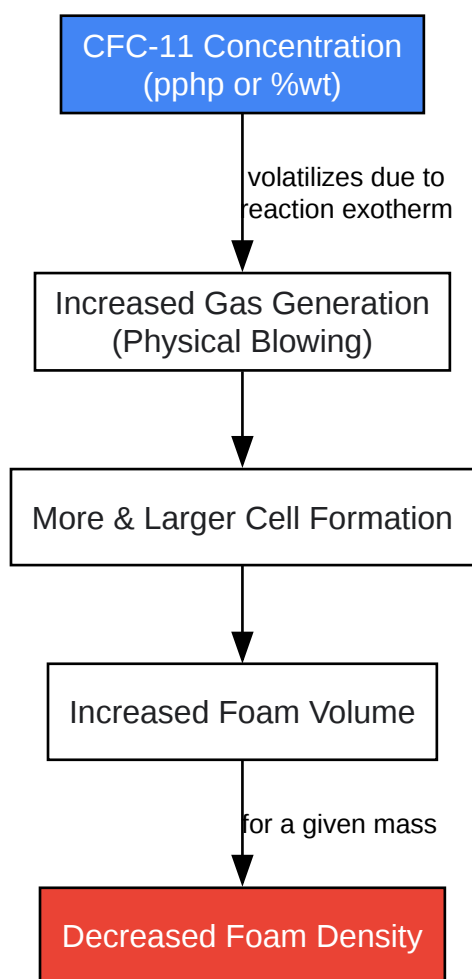 CFC-11 Concentration
(pphp or %wt)
volatilizes due to
reaction exotherm
Increased Gas Generation
(Physical Blowing)
More & Larger Cell Formation
Increased Foam Volume
for a given mass
Decreased Foam Density